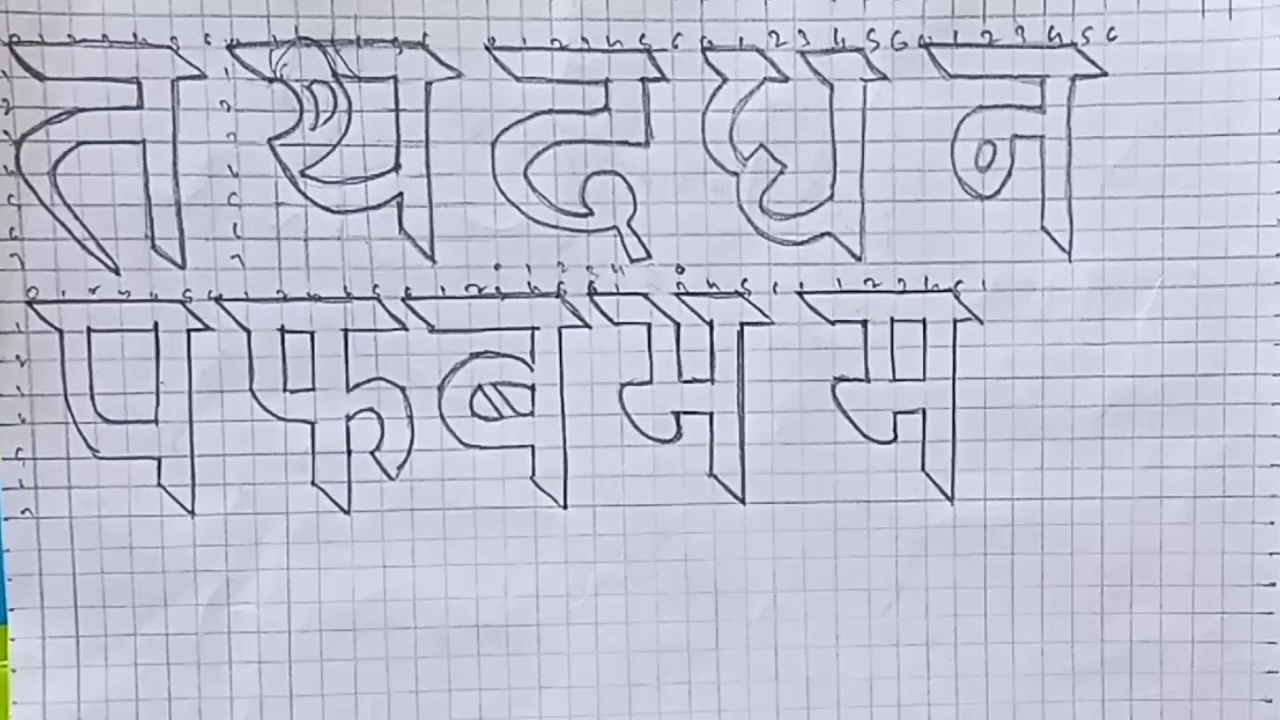 त थ द ध न
प फ ब भ म